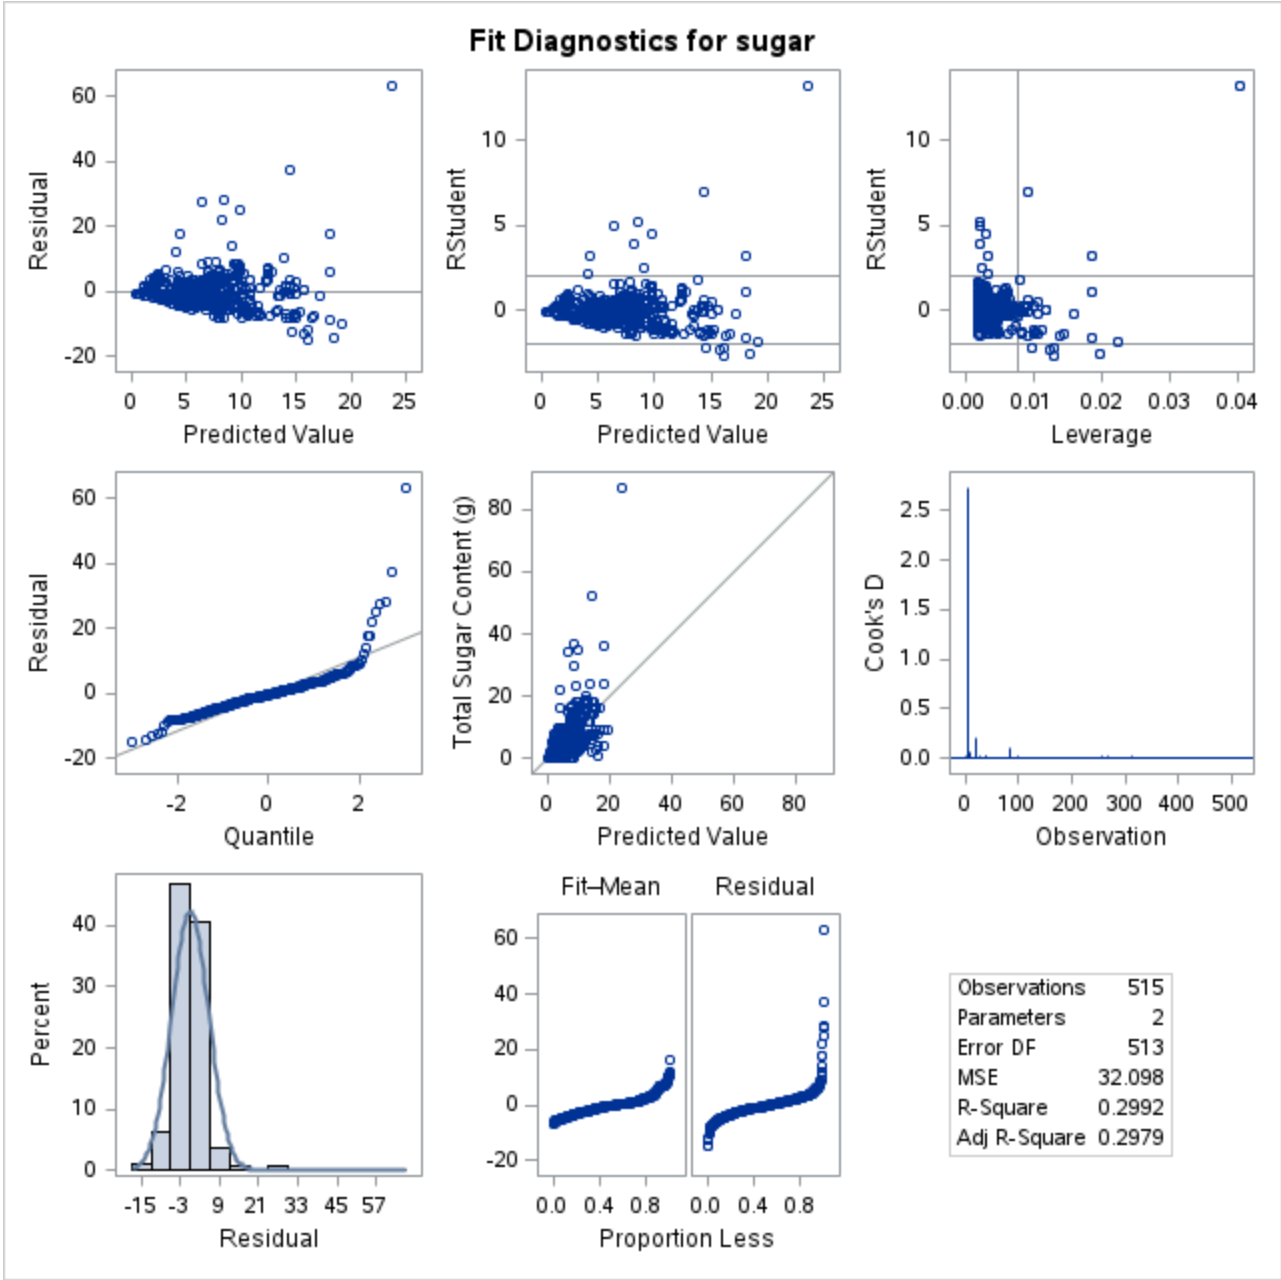 Fit Diagnostics for sugar
60
40
20
0
-20
Residual
0 5 10 15 20 25
Predicted Value
10
5
0
RStudent
0 5 10 15 20 25
Predicted Value
10
5
0
RStudent
0.00 0.01 0.02 0.03 0.04
Leverage
60
40
20
0
-20
Residual
-2 0 2
Quantile
80
60
40
20
0
Total Sugar Content (g)
0 20 40 60 80
Predicted Value
2.5
2.0
1.5
1.0
0.5
0.0
Cook's D
0 100 200 300 400 500
Observation
40
30
20
10
0
Percent
-15 -3 9 21 33 45 57
Residual
Fit–Mean Residual
60
40
20
0
-20
0.0 0.4 0.8 0.0 0.4 0.8
Proportion Less
Observations 515
Parameters 2
Error DF 513
MSE 32.098
R-Square 0.2992
Adj R-Square 0.2979